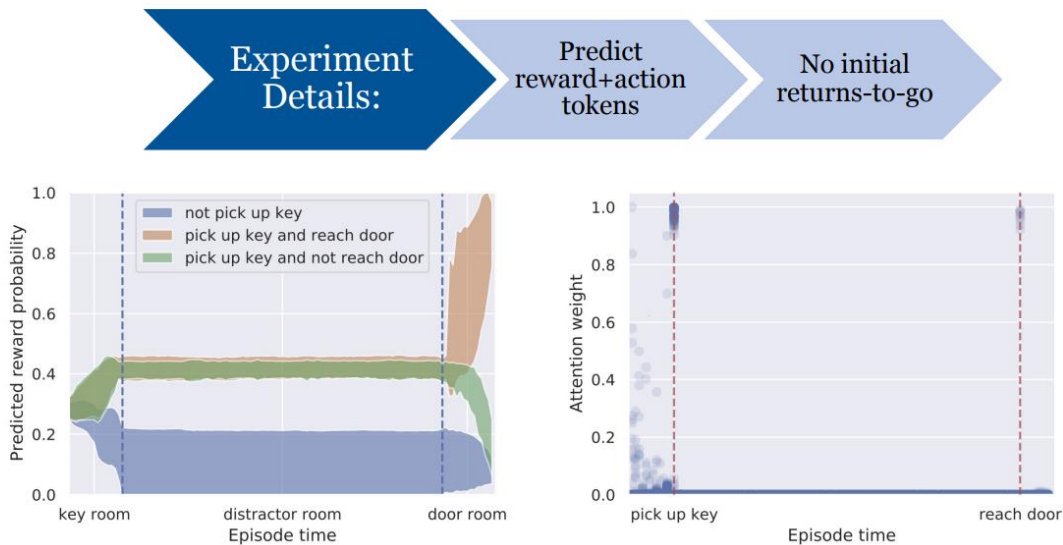 Experiment
Details:
Predict
reward+action
tokens
No initial
returns-to-go
Predicted reward probability
1.0
0.8
0.6
0.4
0.2
0.0
not pick up key
pick up key and reach door
pick up key and not reach door
key room
distractor room
door room
Episode time
Attention weight
1.0
0.8
0.6
0.4
0.2
0.0
pick up key
reach door
Episode time